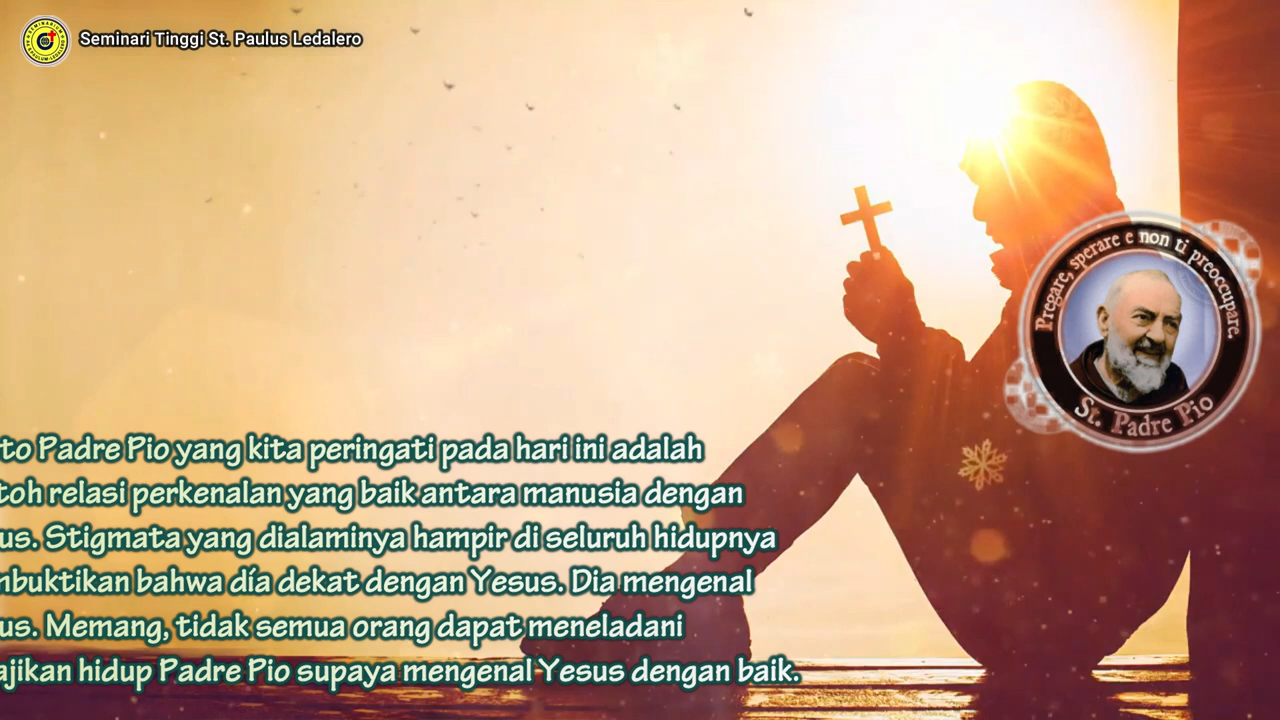 Seminari Tinggi St. Paulus Ledalero
Pregare, sperare e non ti preoccupare.
St. Padre Pio
to Padre Pio yang kita peringati pada hari ini adalah
toh relasi perkenalan yang baik antara manusia dengan
us. Stigmata yang dialaminya hampir di seluruh hidupnya
mbuktikan bahwa día dekat dengan Yesus. Dia mengenal
us. Memang, tidak semua orang dapat meneladani
ajikan hidup Padre Pio supaya mengenal Yesus dengan baik.